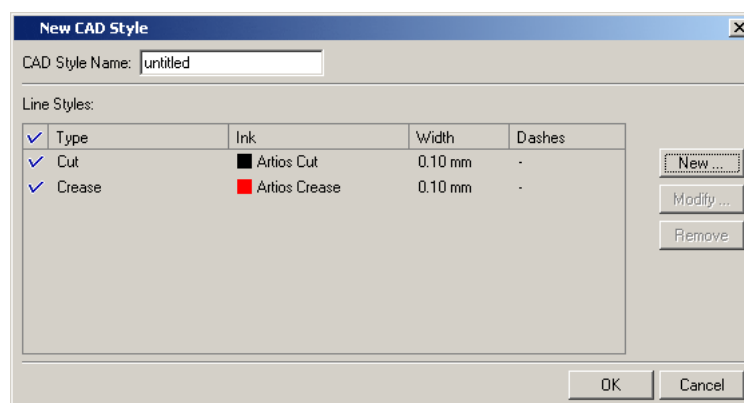 New CAD Style
CAD Style Name: untitled
Line Styles:
Type Ink Width Dashes
Cut Artios Cut 0.10 mm -
Crease Artios Crease 0.10 mm -
New ...
Modify ...
Remove
OK Cancel